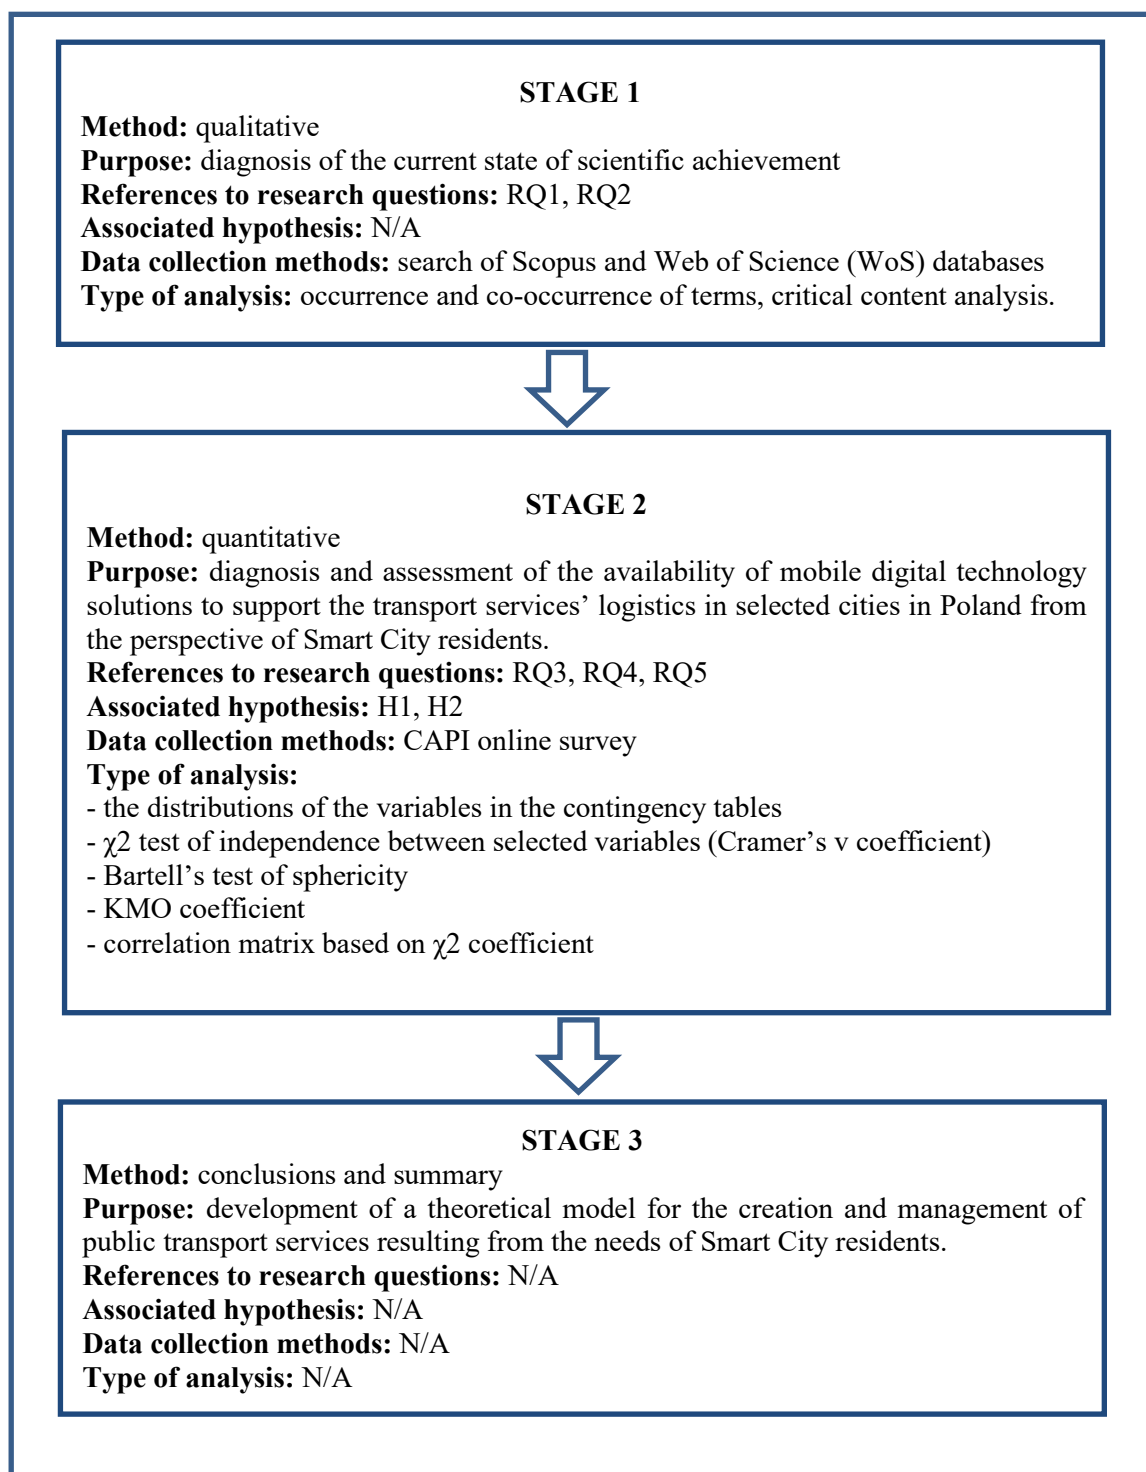 STAGE 1
Method: qualitative
Purpose: diagnosis of the current state of scientific achievement
References to research questions: RQ1, RQ2
Associated hypothesis: N/A
Data collection methods: search of Scopus and Web of Science (WoS) databases
Type of analysis: occurrence and co-occurrence of terms, critical content analysis.
STAGE 2
Method: quantitative
Purpose: diagnosis and assessment of the availability of mobile digital technology
solutions to support the transport services’ logistics in selected cities in Poland from
the perspective of Smart City residents.
References to research questions: RQ3, RQ4, RQ5
Associated hypothesis: H1, H2
Data collection methods: CAPI online survey
Type of analysis:
- the distributions of the variables in the contingency tables
- χ2 test of independence between selected variables (Cramer’s v coefficient)
- Bartell’s test of sphericity
- KMO coefficient
- correlation matrix based on χ2 coefficient
STAGE 3
Method: conclusions and summary
Purpose: development of a theoretical model for the creation and management of
public transport services resulting from the needs of Smart City residents.
References to research questions: N/A
Associated hypothesis: N/A
Data collection methods: N/A
Type of analysis: N/A